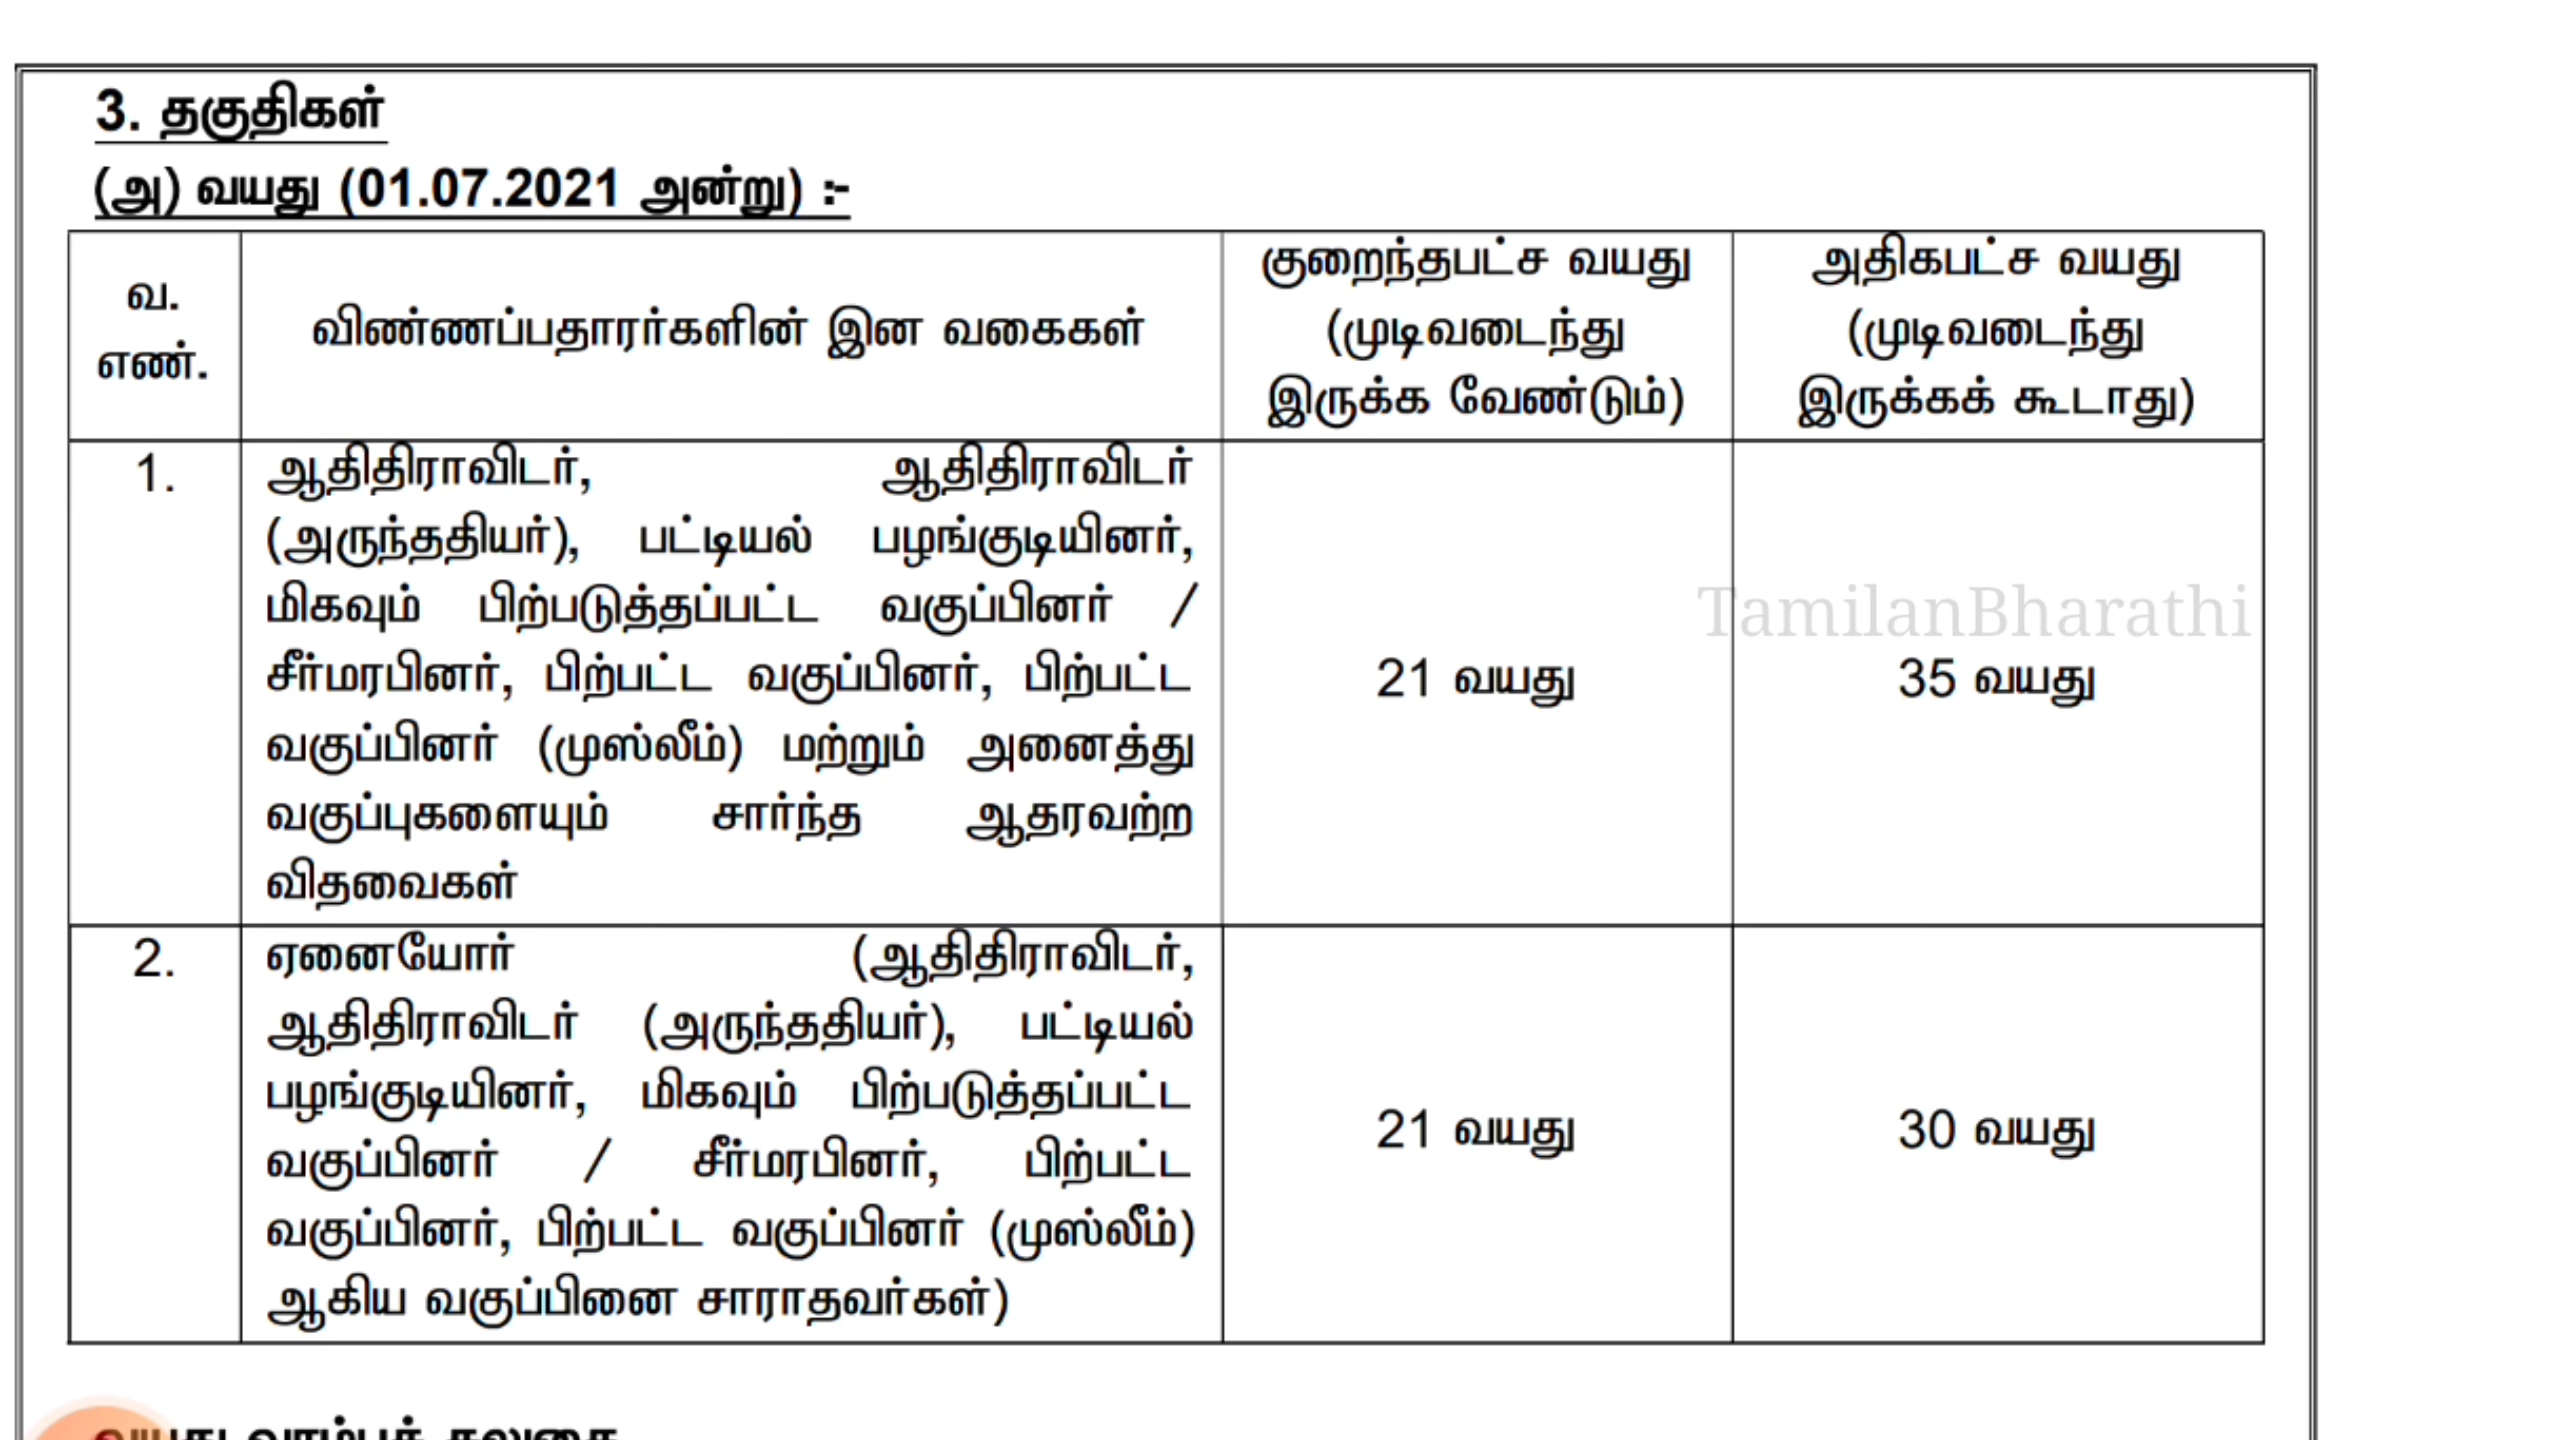 3. தகுதிகள்
(அ) வயது (01.07.2021 அன்று) :-
வ.
எண்.
விண்ணப்பதாரர்களின் இன வகைகள்
குறைந்தபட்ச வயது
(முடிவடைந்து
இருக்க வேண்டும்)
அதிகபட்ச வயது
(முடிவடைந்து
இருக்கக் கூடாது)
1.
ஆதிதிராவிடர், ஆதிதிராவிடர்
(அருந்ததியர்), பட்டியல் பழங்குடியினர்,
மிகவும் பிற்படுத்தப்பட்ட வகுப்பினர் /
சீர்மரபினர், பிற்பட்ட வகுப்பினர், பிற்பட்ட
வகுப்பினர் (முஸ்லீம்) மற்றும் அனைத்து
வகுப்புகளையும் சார்ந்த ஆதரவற்ற
விதவைகள்
21 வயது
TamilanBharathi
35 வயது
2.
ஏனையோர் (ஆதிதிராவிடர்,
ஆதிதிராவிடர் (அருந்ததியர்), பட்டியல்
பழங்குடியினர், மிகவும் பிற்படுத்தப்பட்ட
வகுப்பினர் / சீர்மரபினர், பிற்பட்ட
வகுப்பினர், பிற்பட்ட வகுப்பினர் (முஸ்லீம்)
ஆகிய வகுப்பினை சாராதவர்கள்)
21 வயது
30 வயது